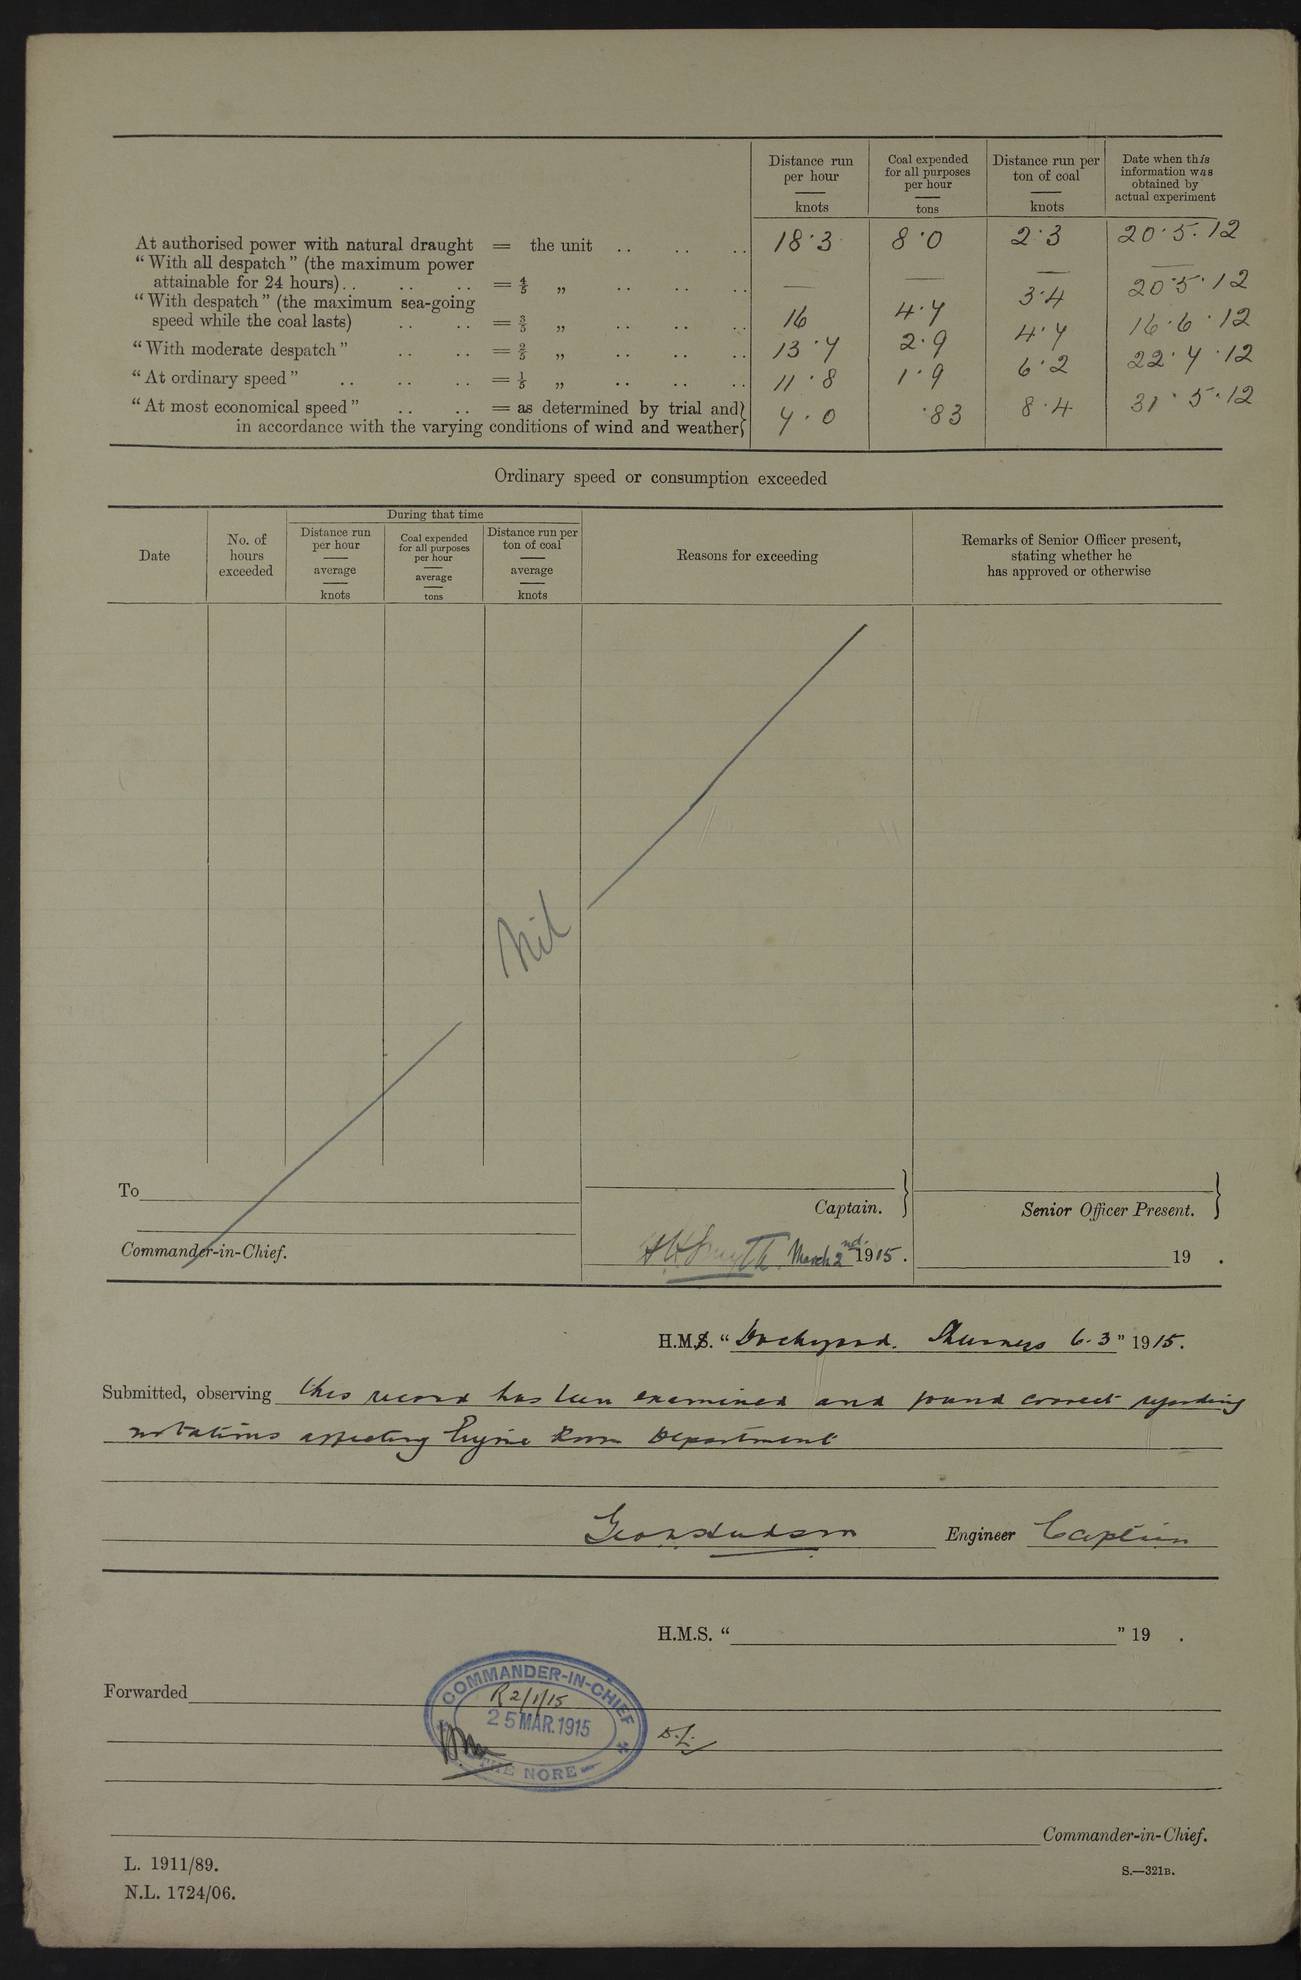 Distance run per hour knots
Coal expended for all purposes per hour tons
Distance run per ton of coal knots
Date when this information was obtained by actual experiment
At authorised power with natural draught = the unit .. .. .. 18·3 8·0 2·3 20·5·12
"With all despatch" (the maximum power
attainable for 24 hours) .. .. .. = 4/5 „ .. .. .. — — — —
"With despatch" (the maximum sea-going
speed while the coal lasts) .. .. = 3/5 „ .. .. .. 16 4·7 3·4 20·5·12
"With moderate despatch" .. .. = 2/5 „ .. .. .. 13·7 2·9 4·7 16·6·12
"At ordinary speed" .. .. .. = 1/5 „ .. .. .. 11·8 1·9 6·2 22·7·12
"At most economical speed" .. .. = as determined by trial and} 7·0 ·83 8·4 31·5·12
in accordance with the varying conditions of wind and weather}
Ordinary speed or consumption exceeded
Date
No. of hours exceeded
During that time
Distance run per hour average knots
Coal expended for all purposes per hour average tons
Distance run per ton of coal average knots
Reasons for exceeding
Remarks of Senior Officer present, stating whether he has approved or otherwise
Nil
To
Captain. }
Senior Officer Present. }
Commander-in-Chief.
H H Smyth. March 2nd. 1915.
19 .
H.M.S. "Dockyard. Sheerness 6.3" 1915.
Submitted, observing this record has been examined and found correct regarding
notations affecting Engine Room Department
Engineer Captain
H.M.S. " " 19 .
Forwarded
COMMANDER-IN-CHIEF
R2/1/15
25 MAR. 1915
THE NORE
Commander-in-Chief.
L. 1911/89.
N.L. 1724/06.
S.—321B.